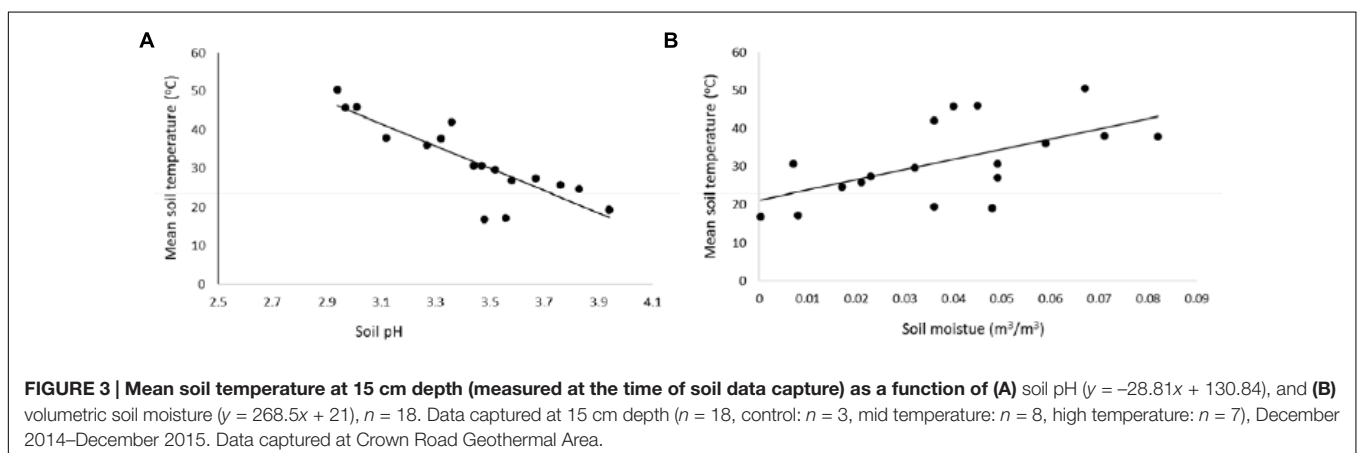 A
B
60
50
40
30
20
10
0
Mean soil temperature (°C)
2.5 2.7 2.9 3.1 3.3 3.5 3.7 3.9 4.1
Soil pH
60
50
40
30
20
10
0
Mean soil temperature (°C)
0 0.01 0.02 0.03 0.04 0.05 0.06 0.07 0.08 0.09
Soil moistue (m³/m³)
FIGURE 3 | Mean soil temperature at 15 cm depth (measured at the time of soil data capture) as a function of (A) soil pH (y = –28.81x + 130.84), and (B)
volumetric soil moisture (y = 268.5x + 21), n = 18. Data captured at 15 cm depth (n = 18, control: n = 3, mid temperature: n = 8, high temperature: n = 7), December
2014–December 2015. Data captured at Crown Road Geothermal Area.